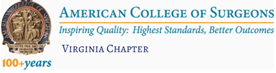 AMERICAN COLLEGE OF SURGEONS
Inspiring Quality: Highest Standards, Better Outcomes
VIRGINIA CHAPTER
100+years